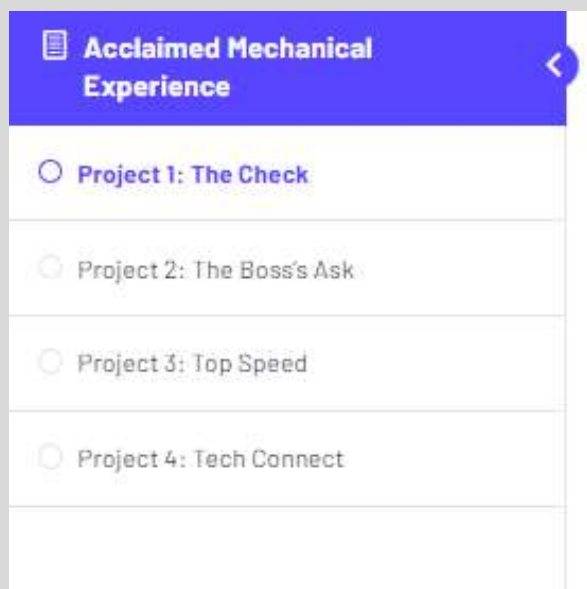 Acclaimed Mechanical
Experience
Project 1: The Check
Project 2: The Boss's Ask
Project 3: Top Speed
Project 4: Tech Connect